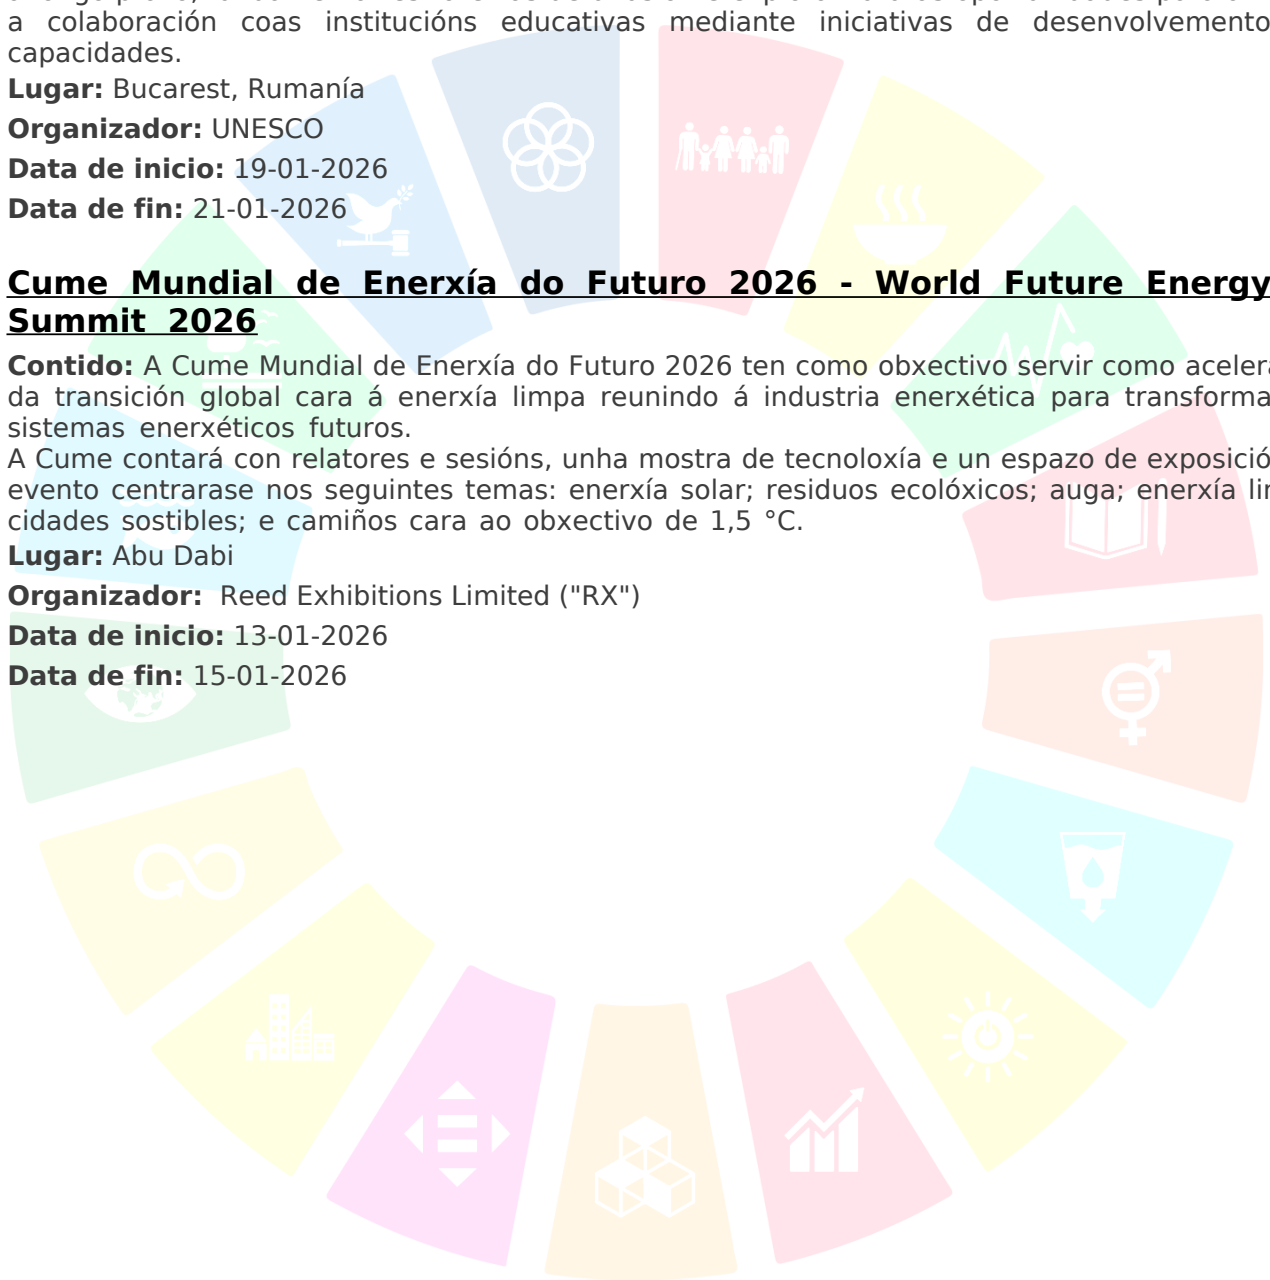 a colaboración coas institucións educativas mediante iniciativas de desenvolvemento
capacidades.
Lugar: Bucarest, Rumanía
Organizador: UNESCO
Data de inicio: 19-01-2026
Data de fin: 21-01-2026
Cume Mundial de Enerxía do Futuro 2026 - World Future Energy
Summit 2026
Contido: A Cume Mundial de Enerxía do Futuro 2026 ten como obxectivo servir como
da transición global cara á enerxía limpa reunindo á industria enerxética para
sistemas enerxéticos futuros.
A Cume contará con relatores e sesións, unha mostra de tecnoloxía e un espazo de
evento centrarase nos seguintes temas: enerxía solar; residuos ecolóxicos; auga; enerxía
cidades sostibles; e camiños cara ao obxectivo de 1,5 °C.
Lugar: Abu Dabi
Organizador: Reed Exhibitions Limited ("RX")
Data de inicio: 13-01-2026
Data de fin: 15-01-2026